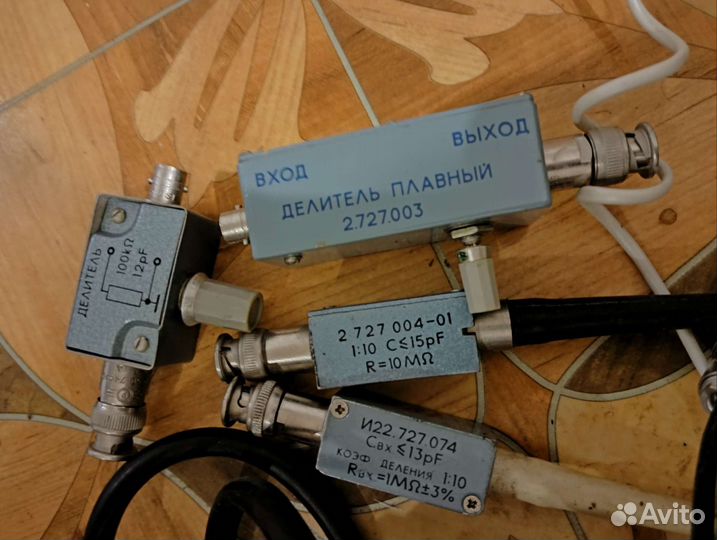 ВХОД
ВЫХОД
ДЕЛИТЕЛЬ ПЛАВНЫЙ
2.727.003
ДЕЛИТЕЛЬ
100kΩ
12pF
2 727 004-01
1:10 C≤15pF
R=10MΩ
И22.727.074
Cвх ≤13pF
КОЭФ ДЕЛЕНИЯ 1:10
Rвх=1MΩ±3%
Avito